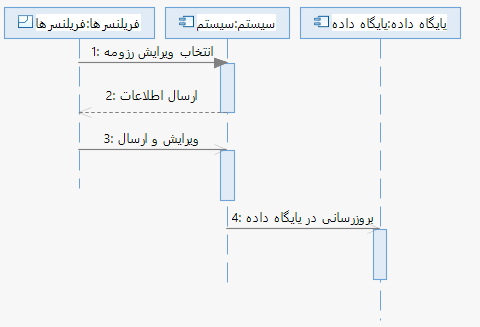 فریلنسرها:فریلنسرها
سیستم:سیستم
پایگاه داده:پایگاه داده
1: انتخاب ویرایش رزومه
2: ارسال اطلاعات
3: ویرایش و ارسال
4: بروزرسانی در پایگاه داده